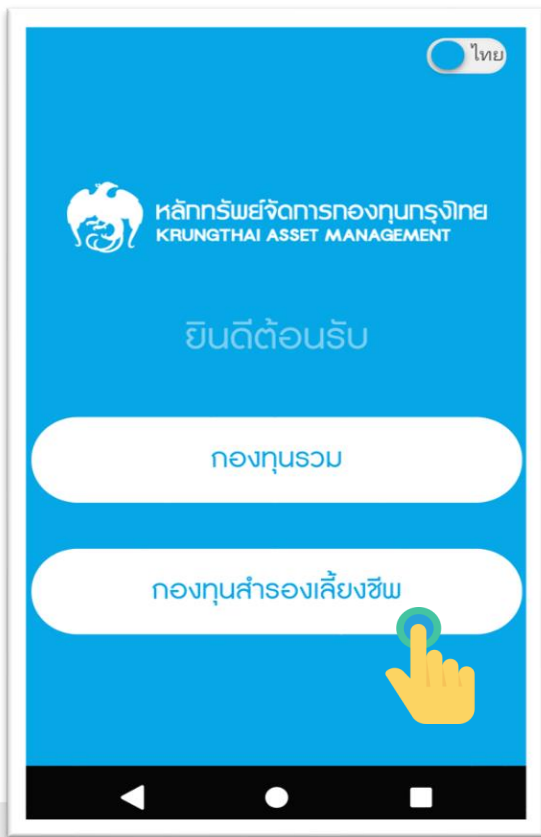 ไทย
หลักทรัพย์จัดการกองทุนกรุงไทย
KRUNGTHAI ASSET MANAGEMENT
ยินดีต้อนรับ
กองทุนรวม
กองทุนสำรองเลี้ยงชีพ